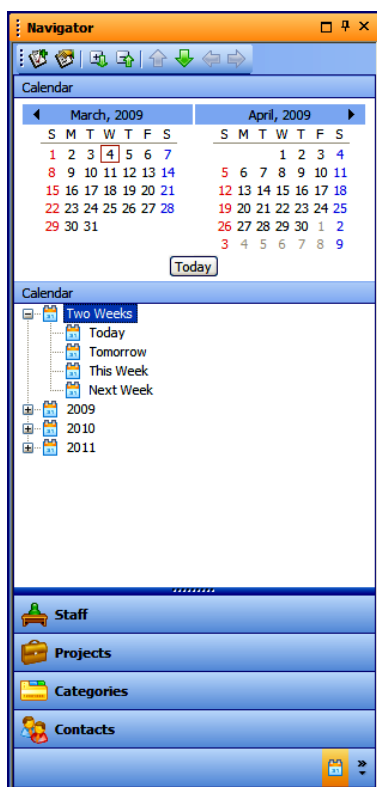 Navigator
Calendar
March, 2009 April, 2009
S M T W T F S S M T W T F S
1 2 3 4 5 6 7 1 2 3 4
8 9 10 11 12 13 14 5 6 7 8 9 10 11
15 16 17 18 19 20 21 12 13 14 15 16 17 18
22 23 24 25 26 27 28 19 20 21 22 23 24 25
29 30 31 26 27 28 29 30 1 2
3 4 5 6 7 8 9
Today
Calendar
Two Weeks
Today
Tomorrow
This Week
Next Week
2009
2010
2011
Staff
Projects
Categories
Contacts